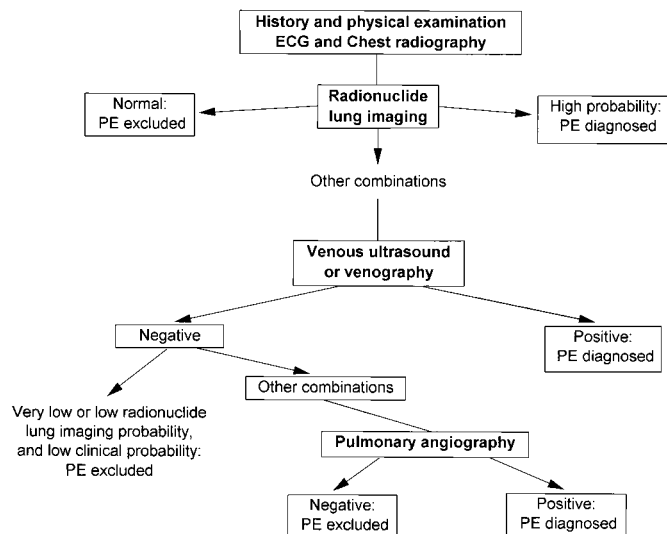 History and physical examination
ECG and Chest radiography
Normal:
PE excluded
Radionuclide
lung imaging
High probability:
PE diagnosed
Other combinations
Venous ultrasound
or venography
Negative
Positive:
PE diagnosed
Other combinations
Very low or low radionuclide
lung imaging probability,
and low clinical probability:
PE excluded
Pulmonary angiography
Negative:
PE excluded
Positive:
PE diagnosed